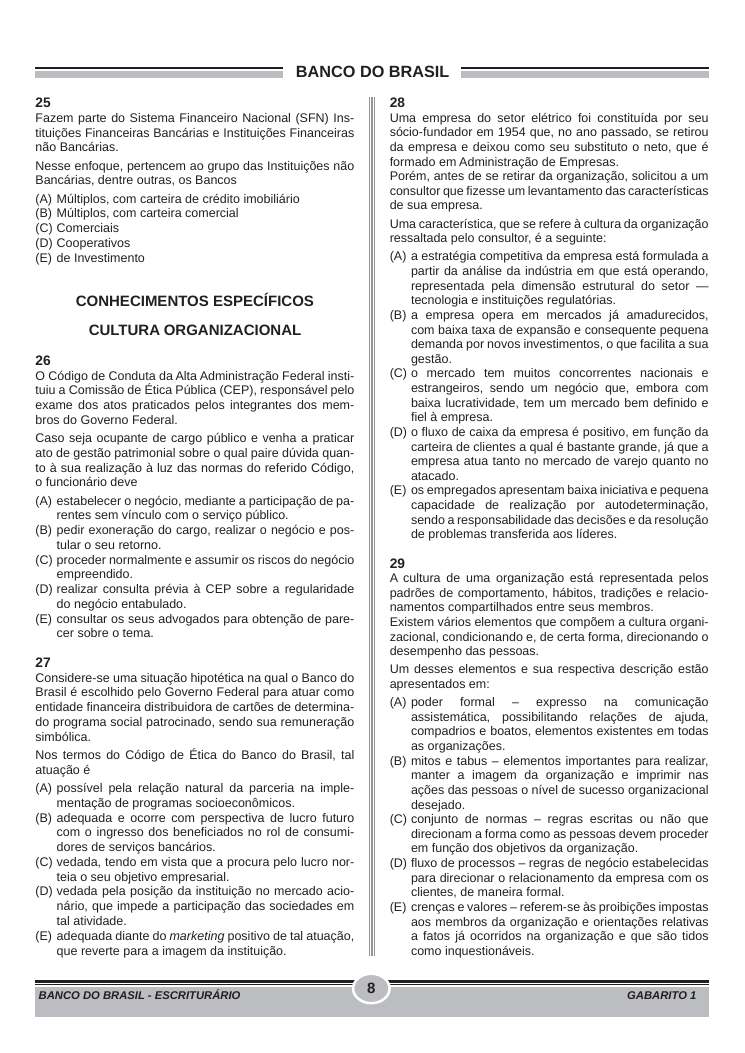 BANCO DO BRASIL
25
Fazem parte do Sistema Financeiro Nacional (SFN) Ins-
tituições Financeiras Bancárias e Instituições Financeiras
não Bancárias.
Nesse enfoque, pertencem ao grupo das Instituições não
Bancárias, dentre outras, os Bancos
(A) Múltiplos, com carteira de crédito imobiliário
(B) Múltiplos, com carteira comercial
(C) Comerciais
(D) Cooperativos
(E) de Investimento
CONHECIMENTOS ESPECÍFICOS
CULTURA ORGANIZACIONAL
26
O Código de Conduta da Alta Administração Federal insti-
tuiu a Comissão de Ética Pública (CEP), responsável pelo
exame dos atos praticados pelos integrantes dos mem-
bros do Governo Federal.
Caso seja ocupante de cargo público e venha a praticar
ato de gestão patrimonial sobre o qual paire dúvida quan-
to à sua realização à luz das normas do referido Código,
o funcionário deve
(A) estabelecer o negócio, mediante a participação de pa-
rentes sem vínculo com o serviço público.
(B) pedir exoneração do cargo, realizar o negócio e pos-
tular o seu retorno.
(C) proceder normalmente e assumir os riscos do negócio
empreendido.
(D) realizar consulta prévia à CEP sobre a regularidade
do negócio entabulado.
(E) consultar os seus advogados para obtenção de pare-
cer sobre o tema.
27
Considere-se uma situação hipotética na qual o Banco do
Brasil é escolhido pelo Governo Federal para atuar como
entidade financeira distribuidora de cartões de determina-
do programa social patrocinado, sendo sua remuneração
simbólica.
Nos termos do Código de Ética do Banco do Brasil, tal
atuação é
(A) possível pela relação natural da parceria na imple-
mentação de programas socioeconômicos.
(B) adequada e ocorre com perspectiva de lucro futuro
com o ingresso dos beneficiados no rol de consumi-
dores de serviços bancários.
(C) vedada, tendo em vista que a procura pelo lucro nor-
teia o seu objetivo empresarial.
(D) vedada pela posição da instituição no mercado acio-
nário, que impede a participação das sociedades em
tal atividade.
(E) adequada diante do marketing positivo de tal atuação,
que reverte para a imagem da instituição.
28
Uma empresa do setor elétrico foi constituída por seu
sócio-fundador em 1954 que, no ano passado, se retirou
da empresa e deixou como seu substituto o neto, que é
formado em Administração de Empresas.
Porém, antes de se retirar da organização, solicitou a um
consultor que fizesse um levantamento das características
de sua empresa.
Uma característica, que se refere à cultura da organização
ressaltada pelo consultor, é a seguinte:
(A) a estratégia competitiva da empresa está formulada a
partir da análise da indústria em que está operando,
representada pela dimensão estrutural do setor —
tecnologia e instituições regulatórias.
(B) a empresa opera em mercados já amadurecidos,
com baixa taxa de expansão e consequente pequena
demanda por novos investimentos, o que facilita a sua
gestão.
(C) o mercado tem muitos concorrentes nacionais e
estrangeiros, sendo um negócio que, embora com
baixa lucratividade, tem um mercado bem definido e
fiel à empresa.
(D) o fluxo de caixa da empresa é positivo, em função da
carteira de clientes a qual é bastante grande, já que a
empresa atua tanto no mercado de varejo quanto no
atacado.
(E) os empregados apresentam baixa iniciativa e pequena
capacidade de realização por autodeterminação,
sendo a responsabilidade das decisões e da resolução
de problemas transferida aos líderes.
29
A cultura de uma organização está representada pelos
padrões de comportamento, hábitos, tradições e relacio-
namentos compartilhados entre seus membros.
Existem vários elementos que compõem a cultura organi-
zacional, condicionando e, de certa forma, direcionando o
desempenho das pessoas.
Um desses elementos e sua respectiva descrição estão
apresentados em:
(A) poder formal – expresso na comunicação
assistemática, possibilitando relações de ajuda,
compadrios e boatos, elementos existentes em todas
as organizações.
(B) mitos e tabus – elementos importantes para realizar,
manter a imagem da organização e imprimir nas
ações das pessoas o nível de sucesso organizacional
desejado.
(C) conjunto de normas – regras escritas ou não que
direcionam a forma como as pessoas devem proceder
em função dos objetivos da organização.
(D) fluxo de processos – regras de negócio estabelecidas
para direcionar o relacionamento da empresa com os
clientes, de maneira formal.
(E) crenças e valores – referem-se às proibições impostas
aos membros da organização e orientações relativas
a fatos já ocorridos na organização e que são tidos
como inquestionáveis.
BANCO DO BRASIL - ESCRITURÁRIO
8
GABARITO 1